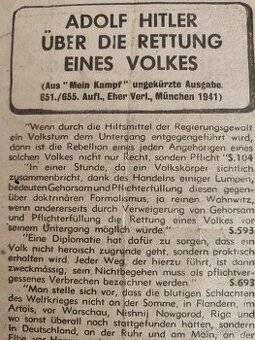 ADOLF HITLER
ÜBER DIE RETTUNG
EINES VOLKES
(Aus "Mein Kampf" ungekürzte Ausgabe.
651./655. Aufl., Eher Verl., München 1941)
"Wenn durch die Hilfsmittel der Regierungsgewalt
ein Volkstum dem Untergang entgegengeführt wird,
dann ist die Rebellion eines jeden Angehörigen eines
solchen Volkes nicht nur Recht, sondern Pflicht" S.104
"In einer Stunde, da ein Volkskörper sichtlich
zusammenbricht, dank des Handelns einiger Lumpen,
bedeuten Gehorsam und Pflichterfüllung diesen gegen-
über doktrinären Formalismus, ja reinen Wahnwitz,
wenn andererseits durch Verweigerung von Gehorsam
und Pflichterfüllung die Rettung eines Volkes vor
seinem Untergang möglich würde." S.593
"Eine Diplomatie hat dafür zu sorgen, dass ein
Volk nicht heroisch zugrunde geht, sondern praktisch
erhalten wird. Jeder Weg, der hierzu führt, ist dann
zweckmässig, sein Nichtbegehen muss als pflichtver-
gessenes Verbrechen bezeichnet werden." S.693
"Man stelle sich vor, dass die blutigen Schlachten
des Weltkrieges nicht an der Somme, in Flandern, im
Artois, vor Warschau, Nishnij Nowgorod, Riga und
wo sonst überall noch stattgefunden hätten, sondern
in Deutschland, an der Ruhr und am Main, an der